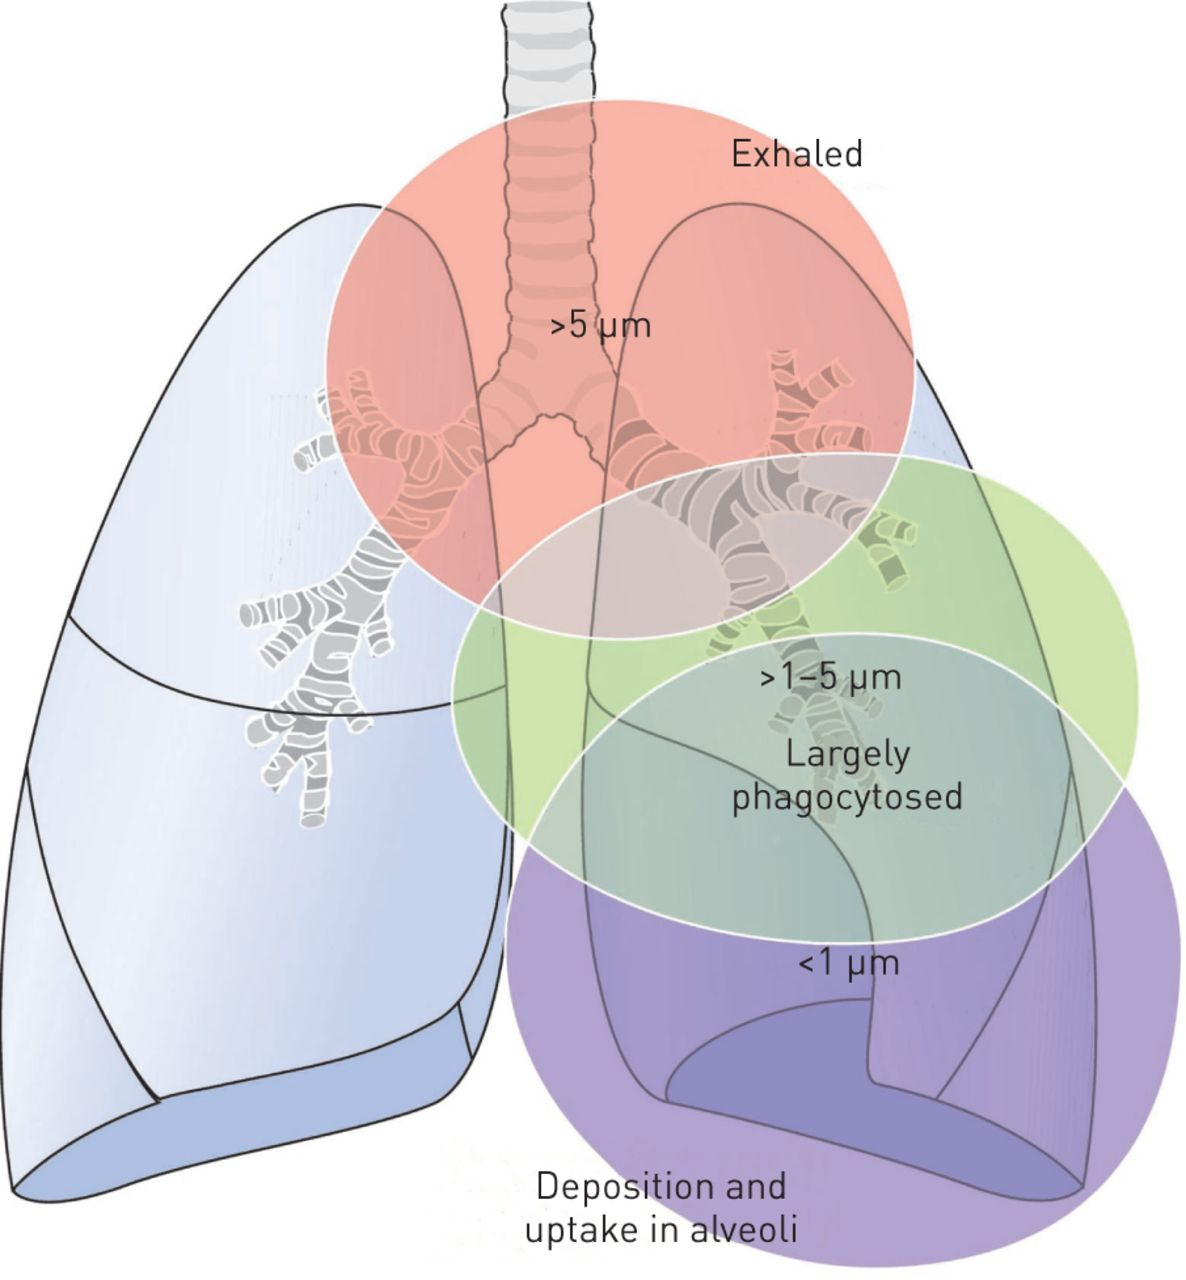 Exhaled
>5 µm
>1–5 µm
Largely
phagocytosed
<1 µm
Deposition and
uptake in alveoli